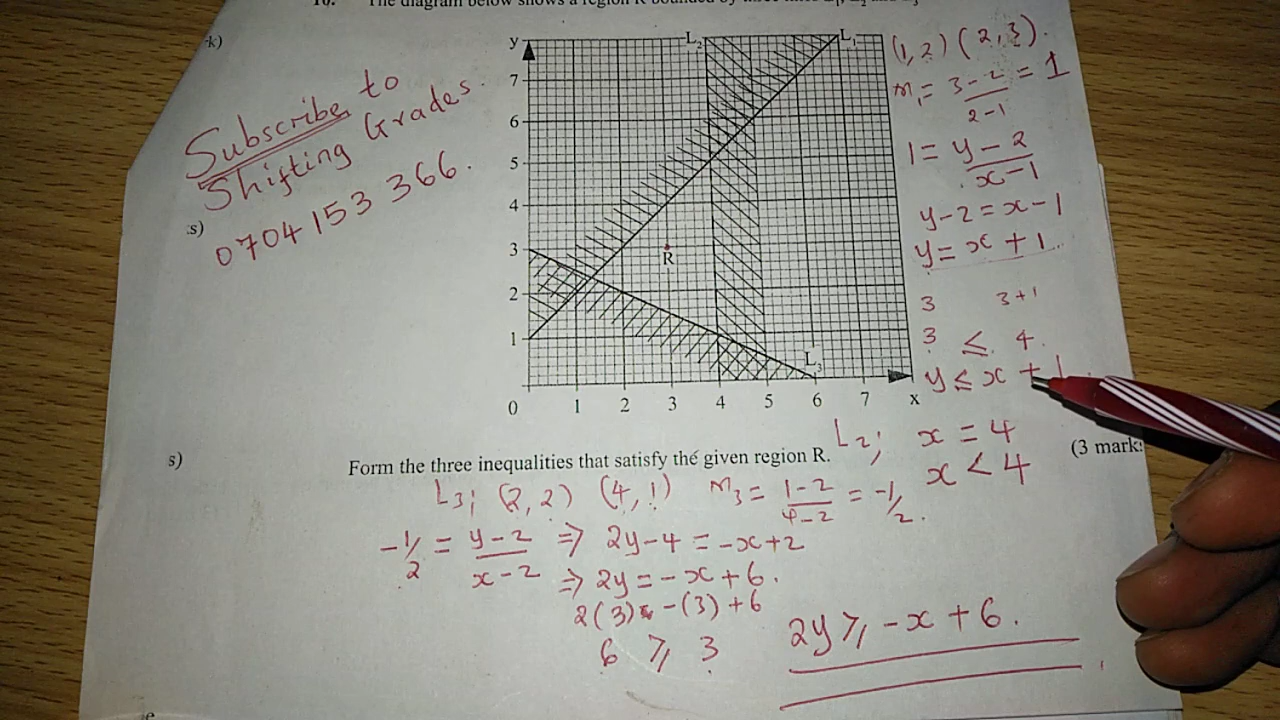 The diagram below shows a region R bounded by three lines L₁, L₂ and L₃
k)
Subscribe to
Shifting Grades.
s)
0704 153 366.
y
L₂
L₁
7
6
5
4
3
2
1
R
L₃
0 1 2 3 4 5 6 7 x
(1,2) (2,3).
m₁ = 3-2/2-1 = 1
1 = y-2/x-1
y-2 = x-1
y = x + 1
3 3+1
3 ≤ 4
y ≤ x + 1
L₂; x = 4
x < 4
s)
Form the three inequalities that satisfy the given region R.
(3 marks
L₃; (2,2) (4,1) m₃ = 1-2/4-2 = -1/2.
-1/2 = y-2/x-2 ⇒ 2y-4 = -x+2
⇒ 2y = -x+6.
2(3) -(3)+6
6 ≥ 3
2y ≥ -x + 6.